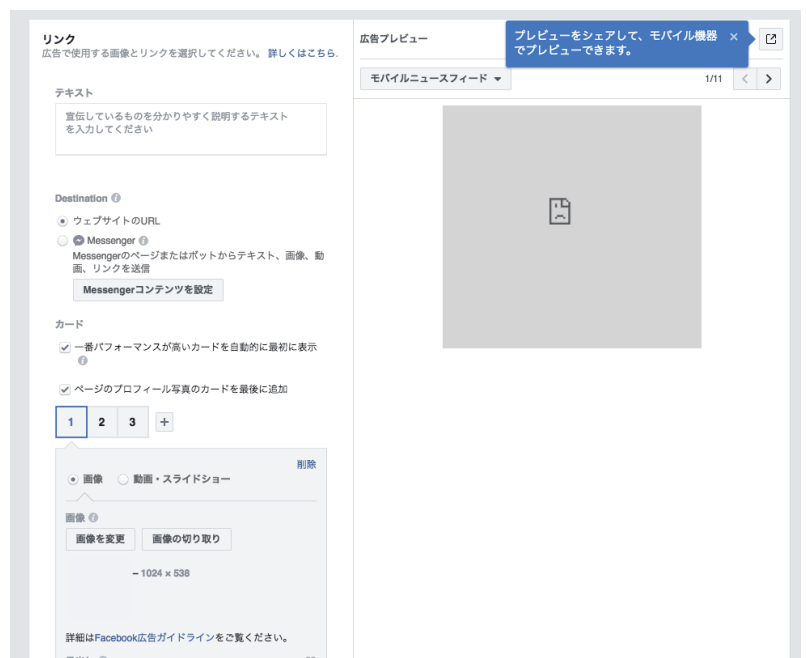 リンク
広告で使用する画像とリンクを選択してください。 詳しくはこちら.
テキスト
宣伝しているものを分かりやすく説明するテキスト
を入力してください
Destination
ウェブサイトのURL
Messenger
Messengerのページまたはボットからテキスト、画像、動
画、リンクを送信
Messengerコンテンツを設定
カード
一番パフォーマンスが高いカードを自動的に最初に表示
ページのプロフィール写真のカードを最後に追加
1 2 3 +
削除
画像 動画・スライドショー
画像
画像を変更 画像の切り取り
– 1024 × 538
詳細はFacebook広告ガイドラインをご覧ください。
広告プレビュー
プレビューをシェアして、モバイル機器
でプレビューできます。
モバイルニュースフィード
1/11